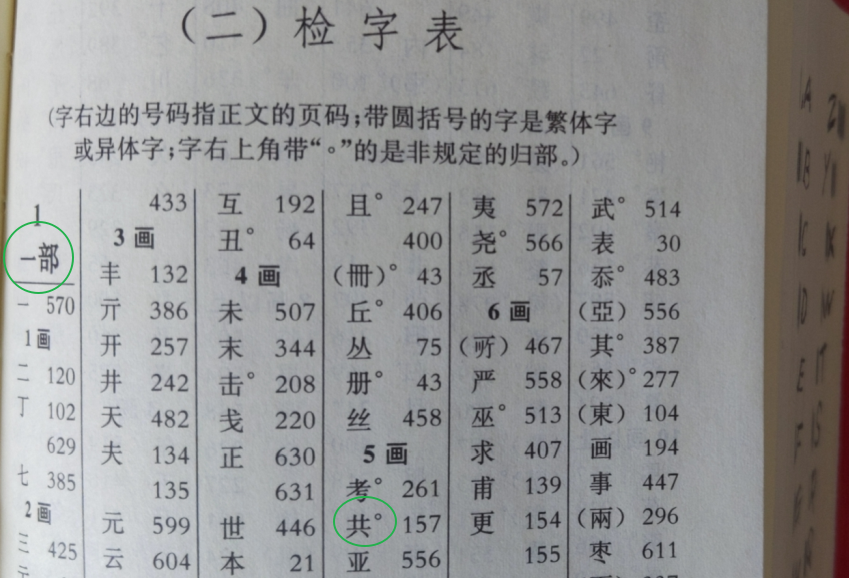 （二）检字表
(字右边的号码指正文的页码；带圆括号的字是繁体字
或异体字；字右上角带“°”的是非规定的归部。)
1
一部
一 570
1画
二 120
丁 102
629
七 385
2画
三 425
433
3画
丰 132
亓 386
开 257
井 242
天 482
夫 134
135
元 599
云 604
互 192
丑° 64
4画
未 507
末 344
击° 208
戋 220
正 630
631
世 446
本 21
且° 247
400
(冊)° 43
丘° 406
丛 75
册° 43
丝 458
5画
考° 261
共° 157
亚 556
夷 572
尧° 566
丞 57
6画
(所) 467
严 558
巫° 513
求 407
甫 139
更 154
155
武° 514
表 30
忝° 483
(亞) 556
其° 387
(來)° 277
(東) 104
画 194
事 447
(兩) 296
枣 611